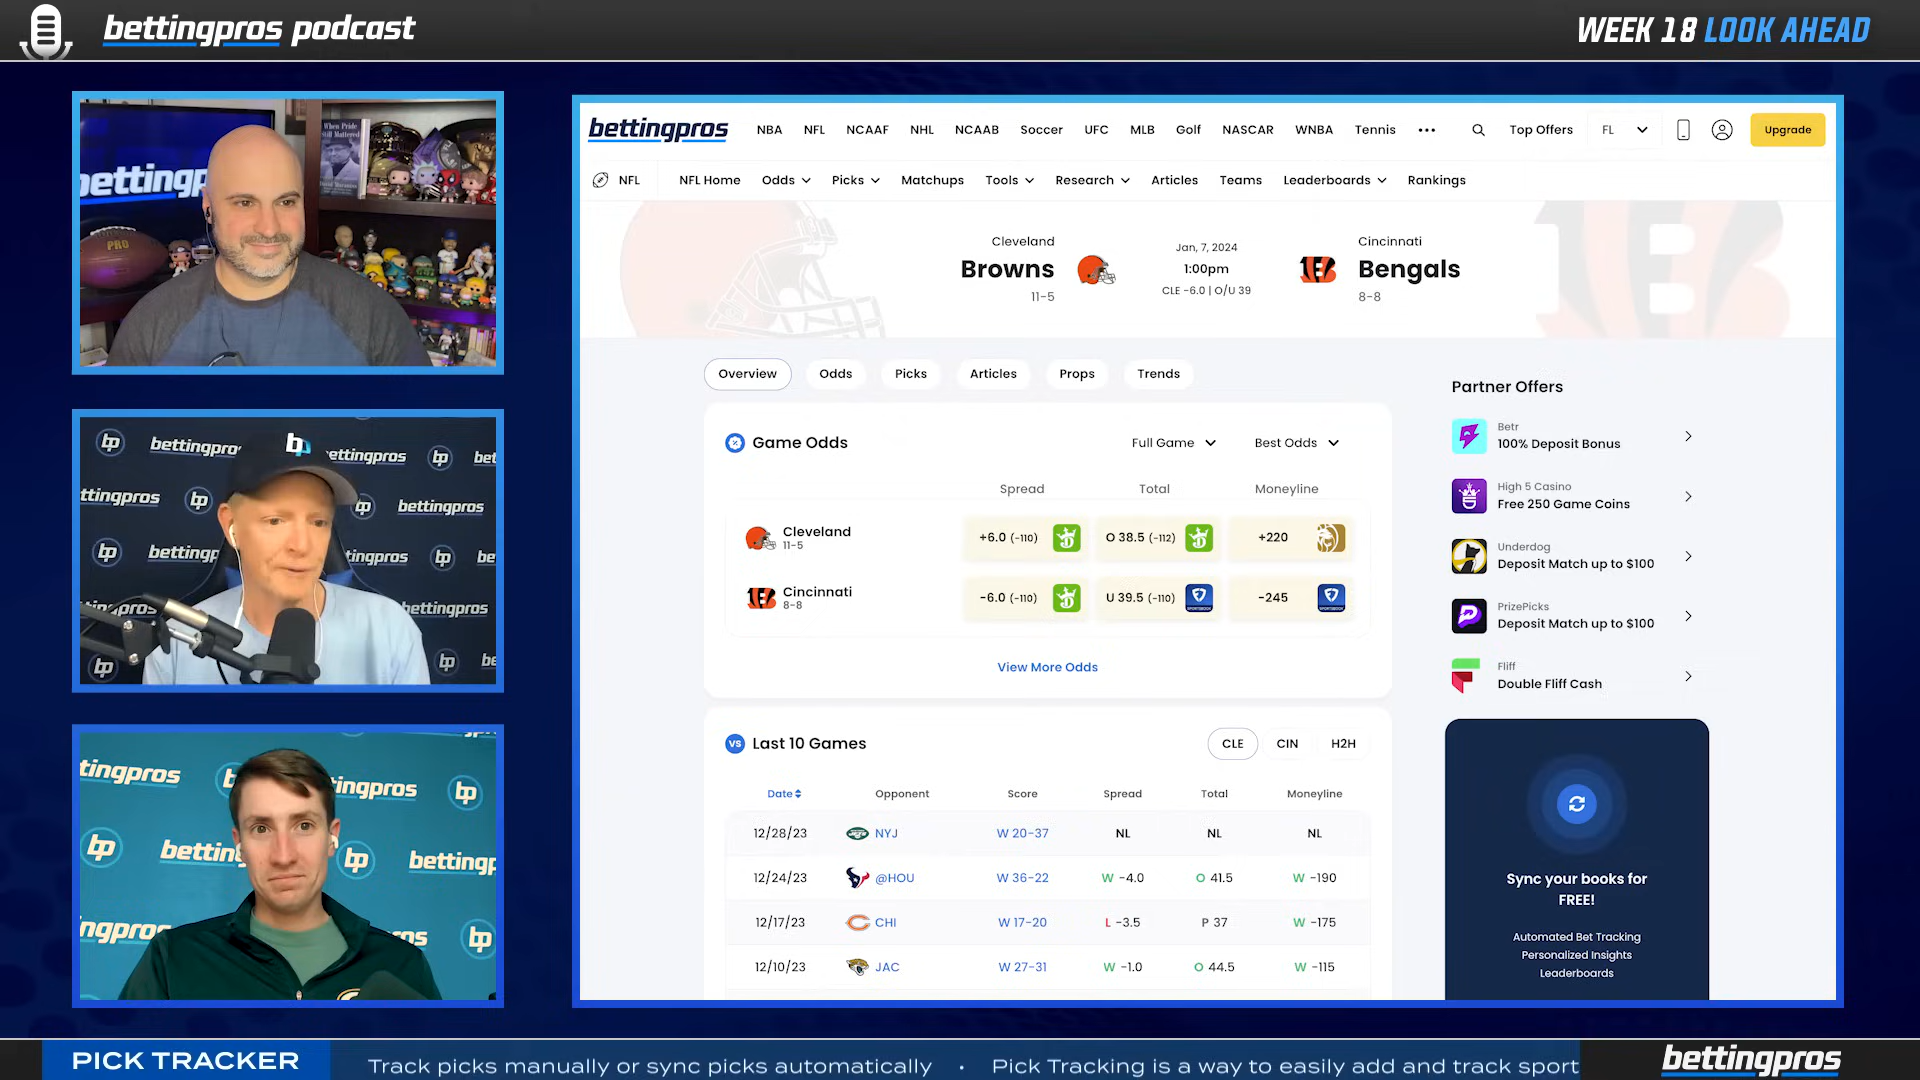 bettingpros podcast
WEEK 18 LOOK AHEAD
When Pride
Still Mattered
PRO
bettingpros
NBA NFL NCAAF NHL NCAAB Soccer UFC MLB Golf NASCAR WNBA Tennis Top Offers FL Upgrade
NFL NFL Home Odds Picks Matchups Tools Research Articles Teams Leaderboards Rankings
Cleveland
Browns
11-5
Jan, 7, 2024
1:00pm
CLE -6.0 | O/U 39
Cincinnati
Bengals
8-8
Overview Odds Picks Articles Props Trends
Game Odds Full Game Best Odds
Spread Total Moneyline
Cleveland
11-5
+6.0 (-110) O 38.5 (-112) +220
Cincinnati
8-8
-6.0 (-110) U 39.5 (-110) -245
View More Odds
VS Last 10 Games CLE CIN H2H
Date Opponent Score Spread Total Moneyline
12/28/23 NYJ W 20-37 NL NL NL
12/24/23 @HOU W 36-22 W -4.0 O 41.5 W -190
12/17/23 CHI W 17-20 L -3.5 P 37 W -175
12/10/23 JAC W 27-31 W -1.0 O 44.5 W -115
Partner Offers
Betr
100% Deposit Bonus
High 5 Casino
Free 250 Game Coins
Underdog
Deposit Match up to $100
PrizePicks
Deposit Match up to $100
Fliff
Double Fliff Cash
Sync your books for
FREE!
Automated Bet Tracking
Personalized Insights
Leaderboards
PICK TRACKER
Track picks manually or sync picks automatically • Pick Tracking is a way to easily add and track sport
bettingpros